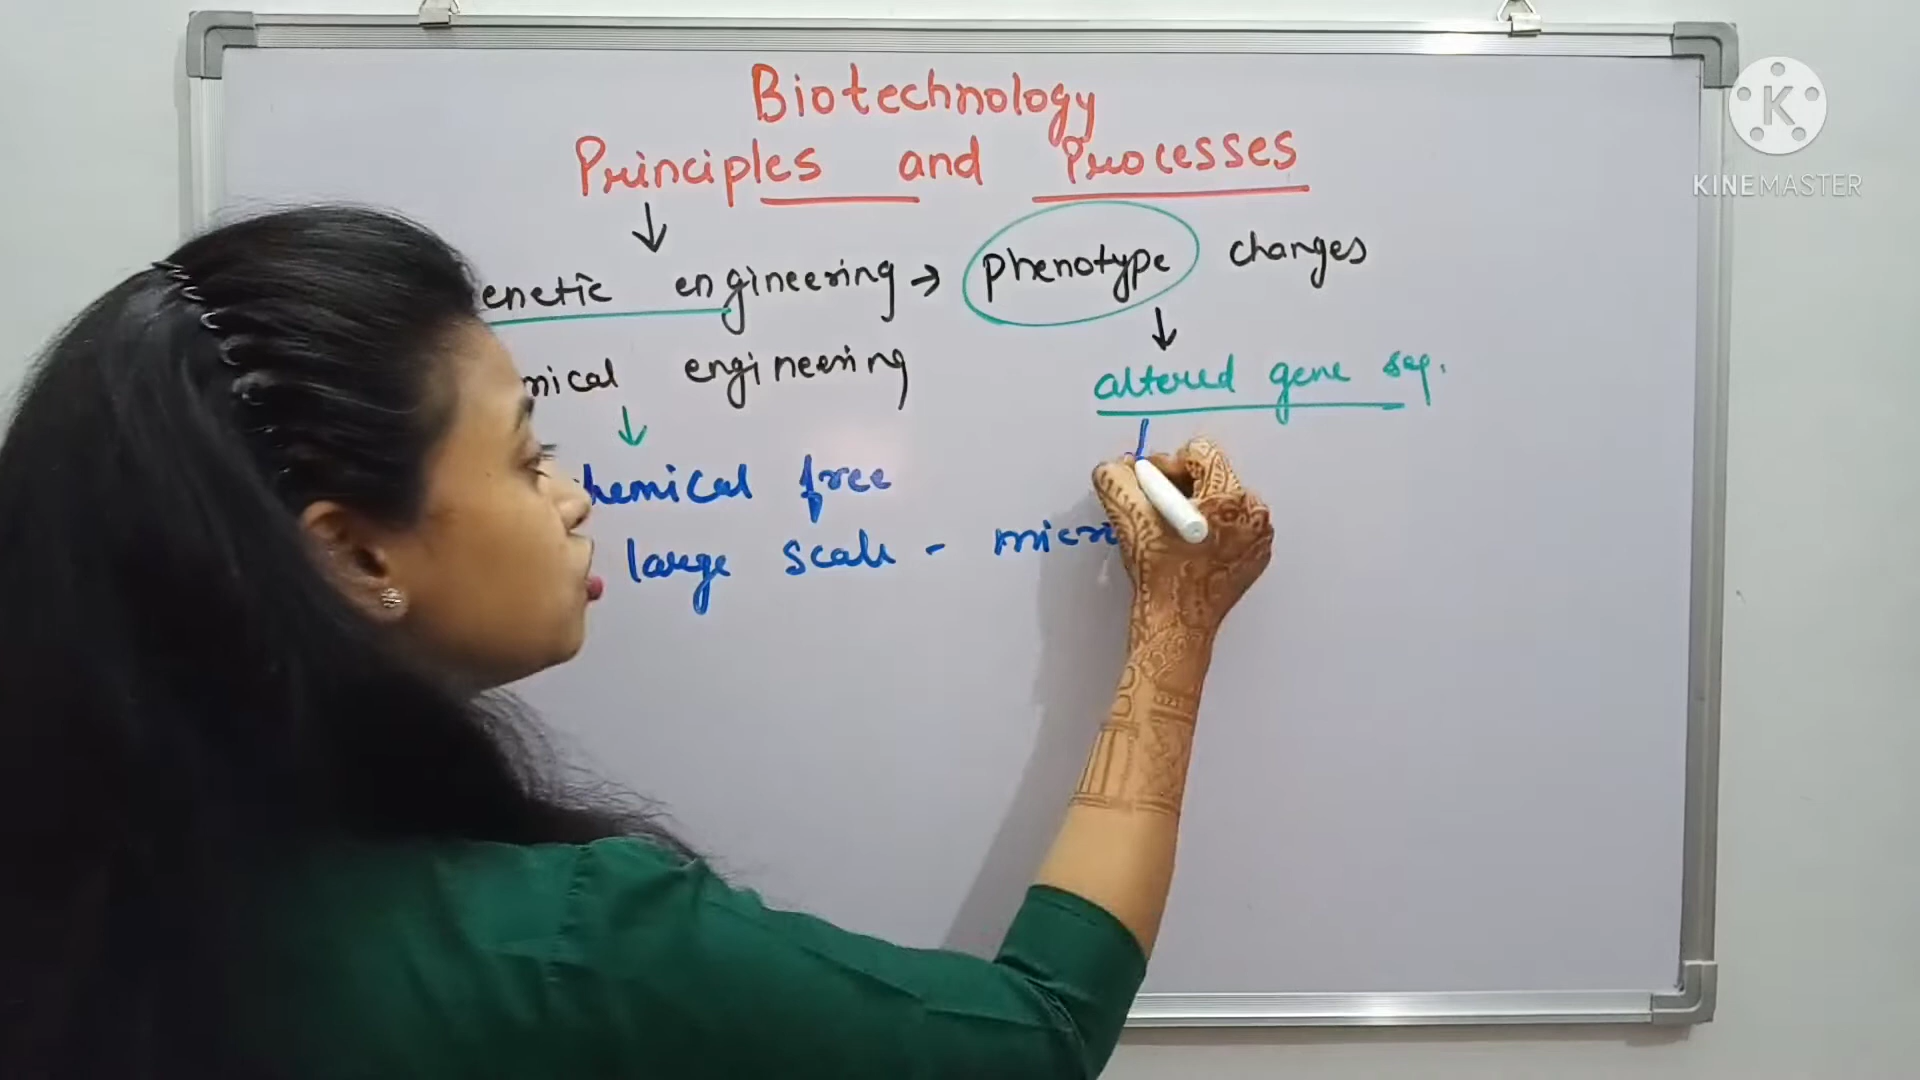 Biotechnology
Principles and Processes
enetic engineering → phenotype changes
mical engineering
altered gene seq.
hemical free
large scale - micr
KINEMASTER